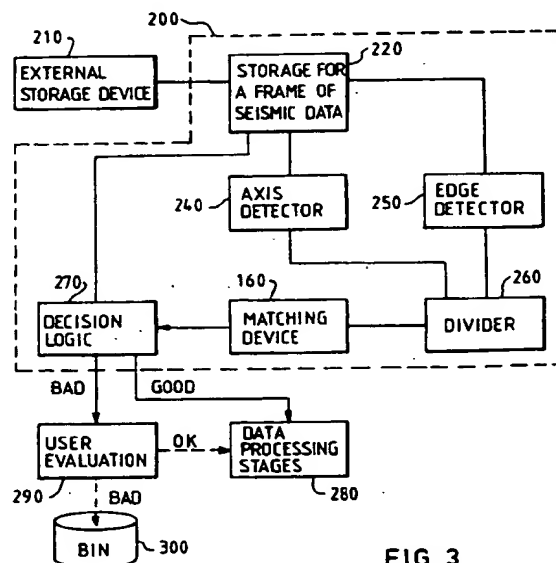 200
210
220
EXTERNAL
STORAGE DEVICE
STORAGE FOR
A FRAME OF
SEISMIC DATA
240
AXIS
DETECTOR
250
EDGE
DETECTOR
270
160
260
DECISION
LOGIC
MATCHING
DEVICE
DIVIDER
BAD
GOOD
USER
EVALUATION
OK
DATA
PROCESSING
STAGES
290
BAD
280
BIN
300
FIG 3